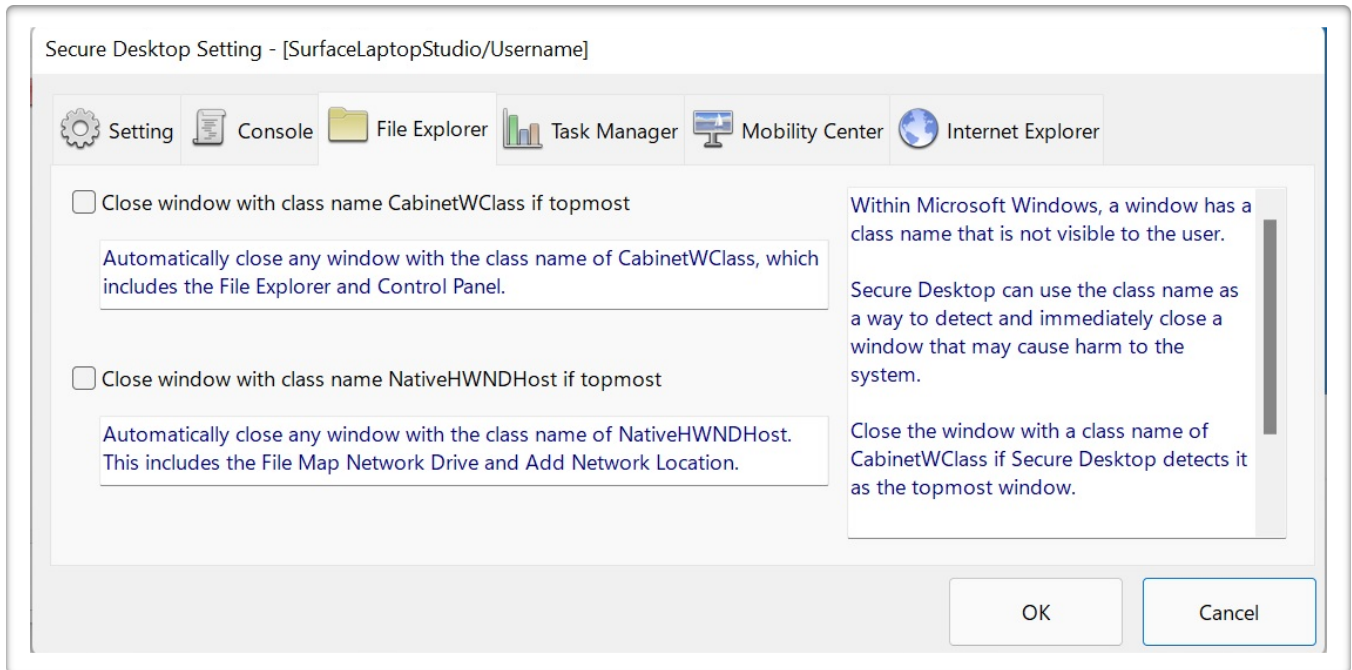 Secure Desktop Setting - [SurfaceLaptopStudio/Username]
Setting Console File Explorer Task Manager Mobility Center Internet Explorer
Close window with class name CabinetWClass if topmost
Automatically close any window with the class name of CabinetWClass, which
includes the File Explorer and Control Panel.
Close window with class name NativeHWNDHost if topmost
Automatically close any window with the class name of NativeHWNDHost.
This includes the File Map Network Drive and Add Network Location.
Within Microsoft Windows, a window has a
class name that is not visible to the user.
Secure Desktop can use the class name as
a way to detect and immediately close a
window that may cause harm to the
system.
Close the window with a class name of
CabinetWClass if Secure Desktop detects it
as the topmost window.
OK Cancel